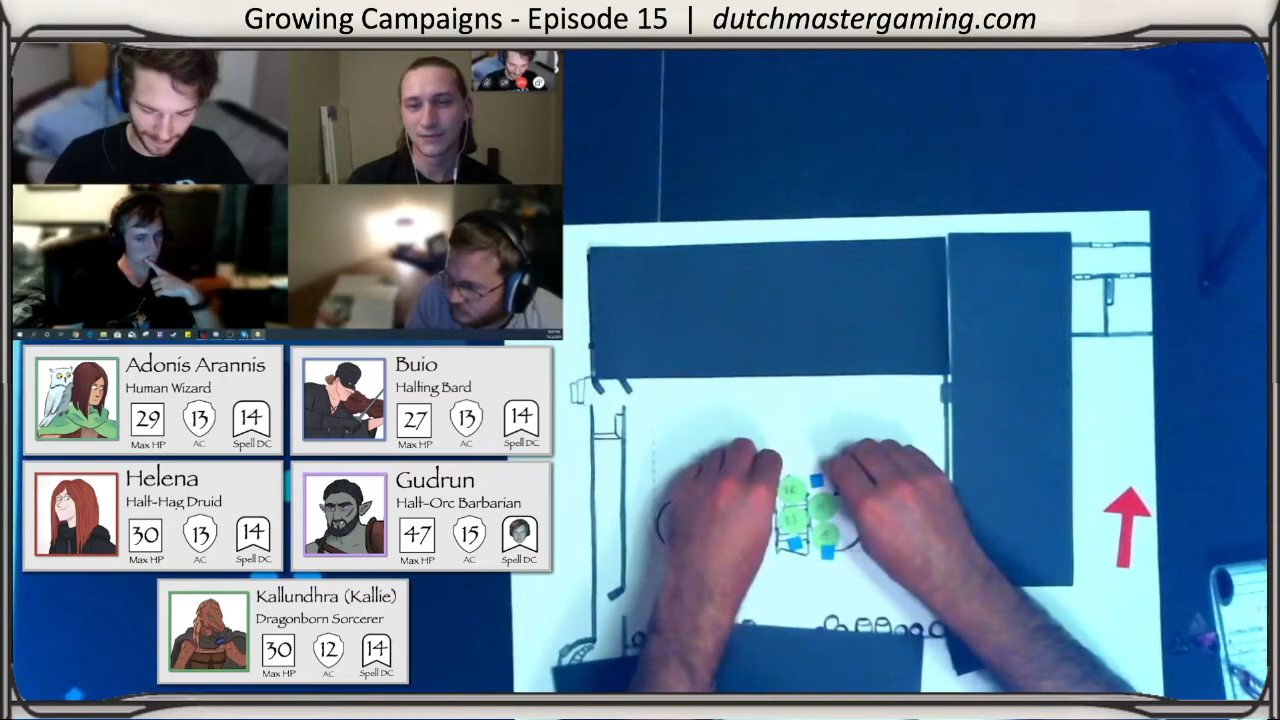 Growing Campaigns - Episode 15 | dutchmastergaming.com
Adonis Arannis
Human Wizard
29 13 14
Max HP AC Spell DC
Buio
Halfling Bard
27 13 14
Max HP AC Spell DC
Helena
Half-Hag Druid
30 13 14
Max HP AC Spell DC
Gudrun
Half-Orc Barbarian
47 15
Max HP AC Spell DC
Kallundhra (Kallie)
Dragonborn Sorcerer
30 12 14
Max HP AC Spell DC